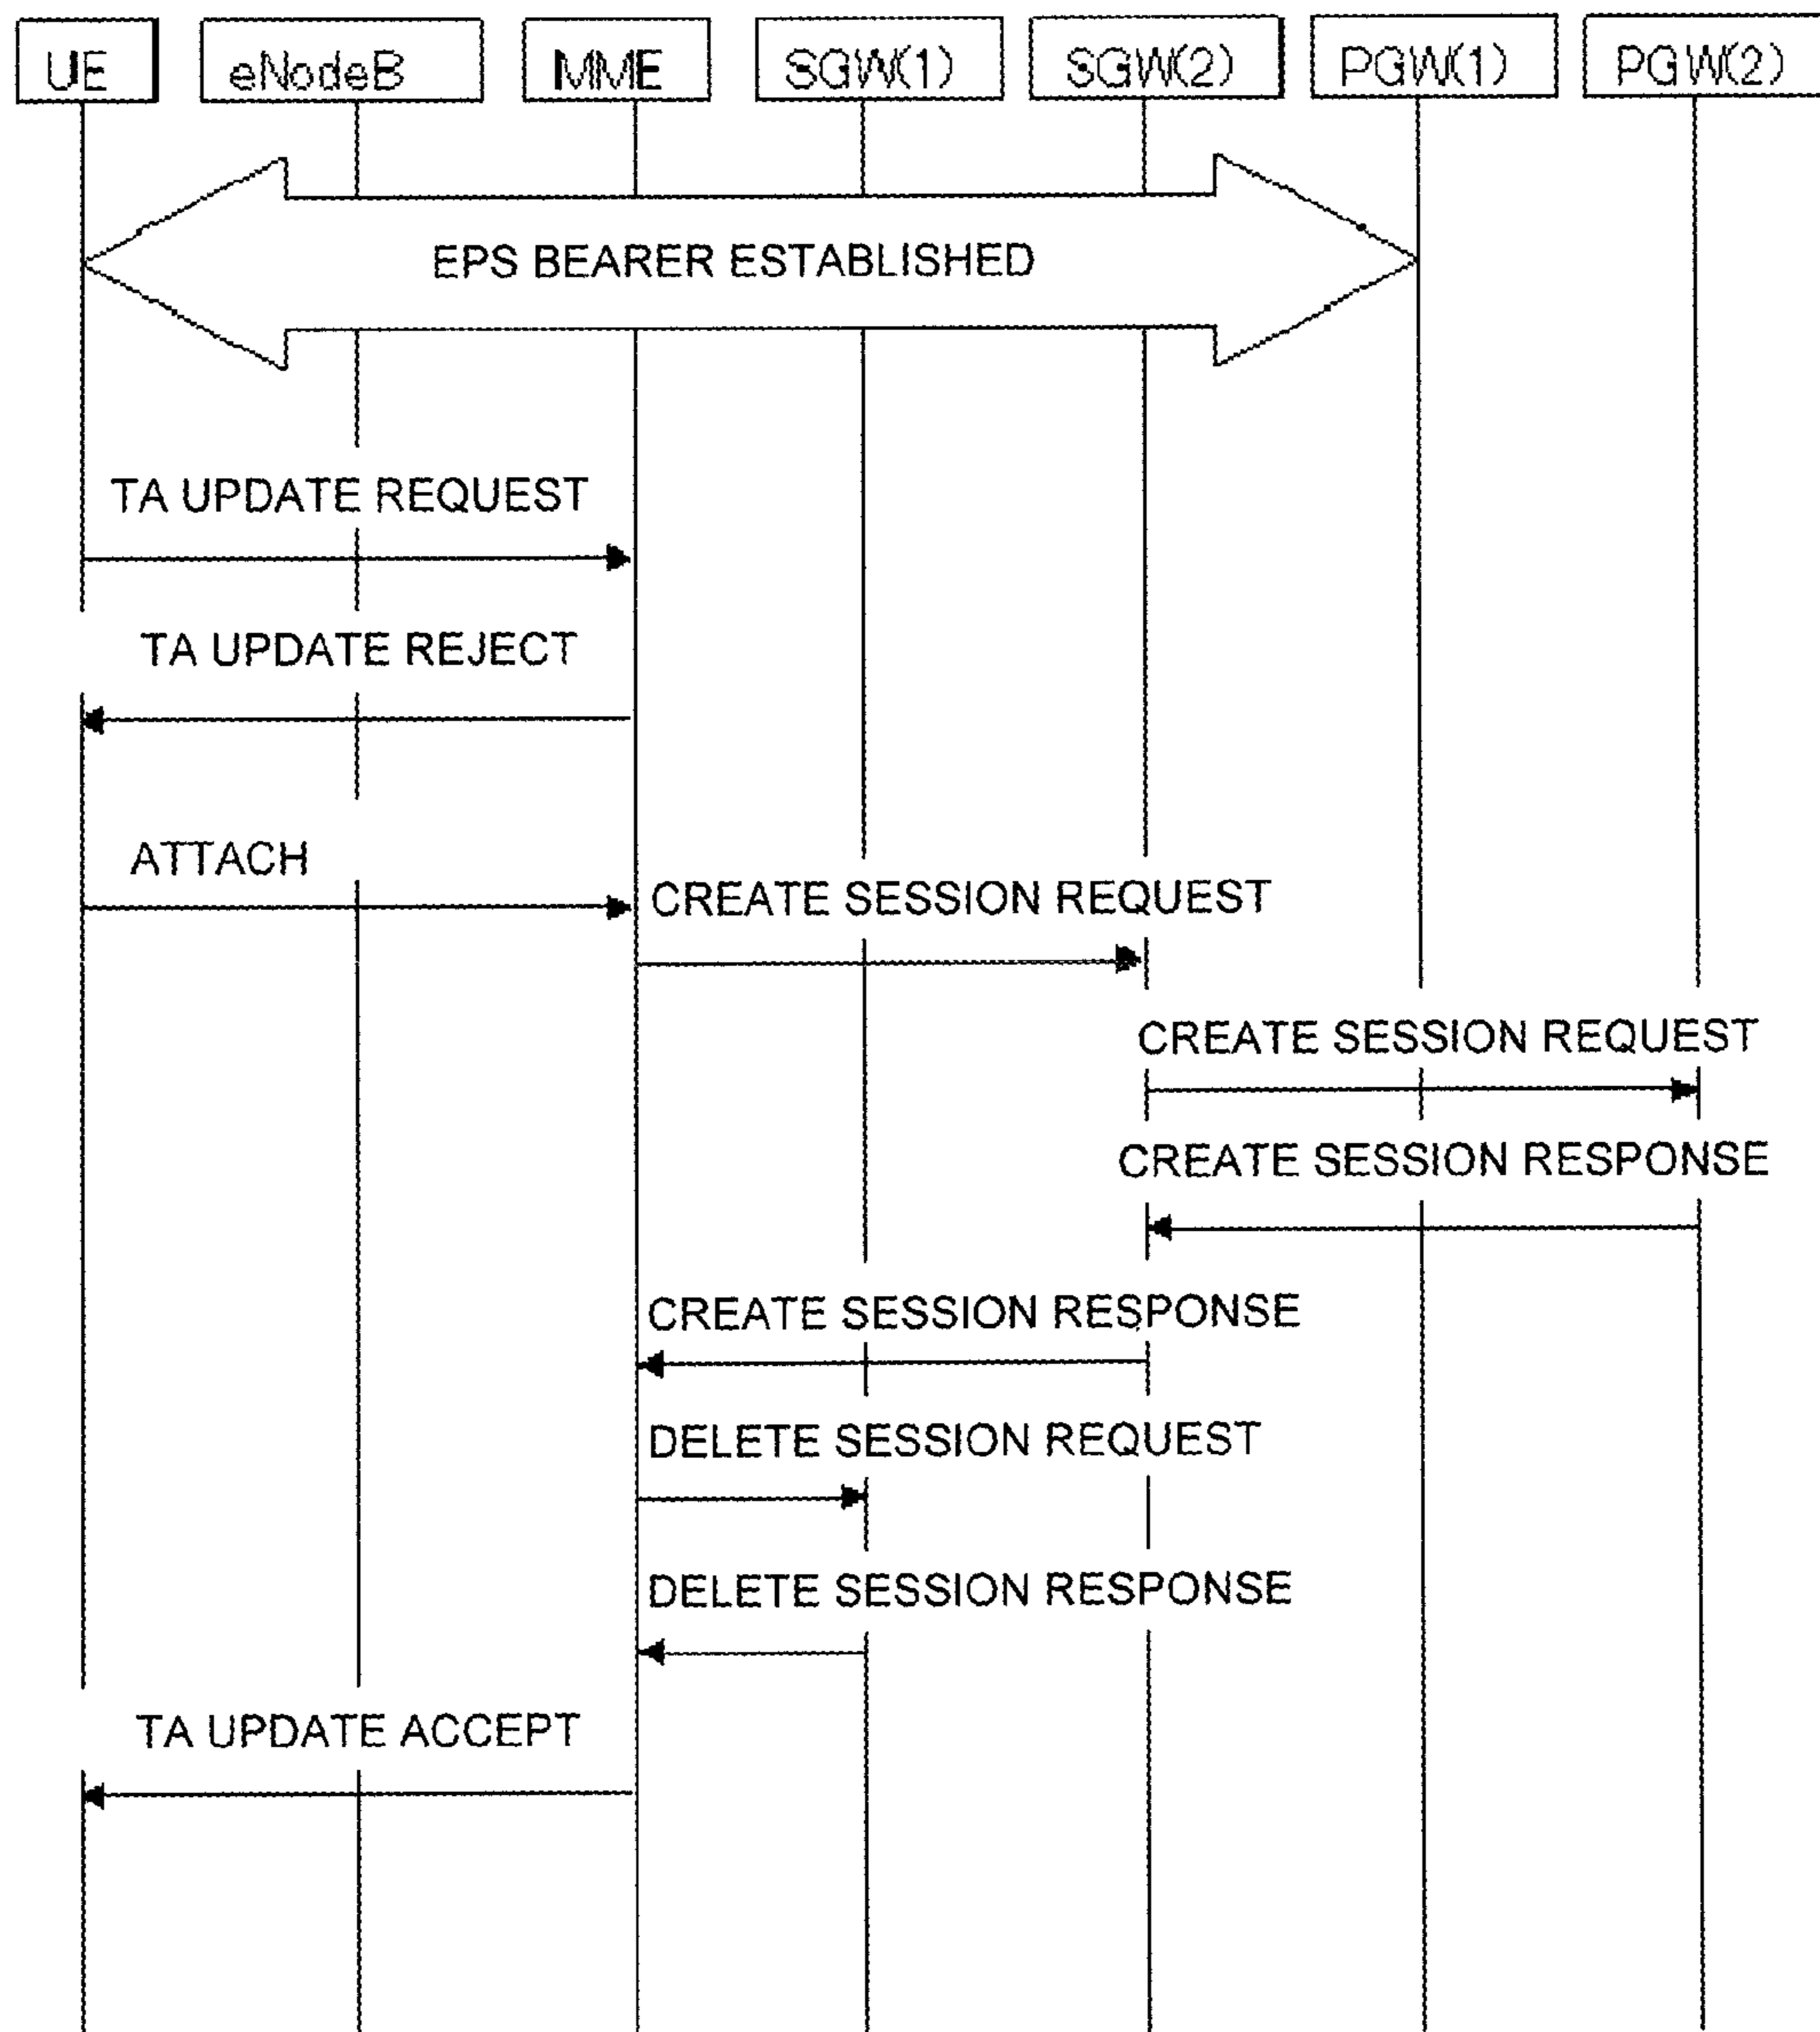 UE eNodeB MME SGW(1) SGW(2) PGW(1) PGW(2)
EPS BEARER ESTABLISHED
TA UPDATE REQUEST
TA UPDATE REJECT
ATTACH
CREATE SESSION REQUEST
CREATE SESSION REQUEST
CREATE SESSION RESPONSE
CREATE SESSION RESPONSE
DELETE SESSION REQUEST
DELETE SESSION RESPONSE
TA UPDATE ACCEPT